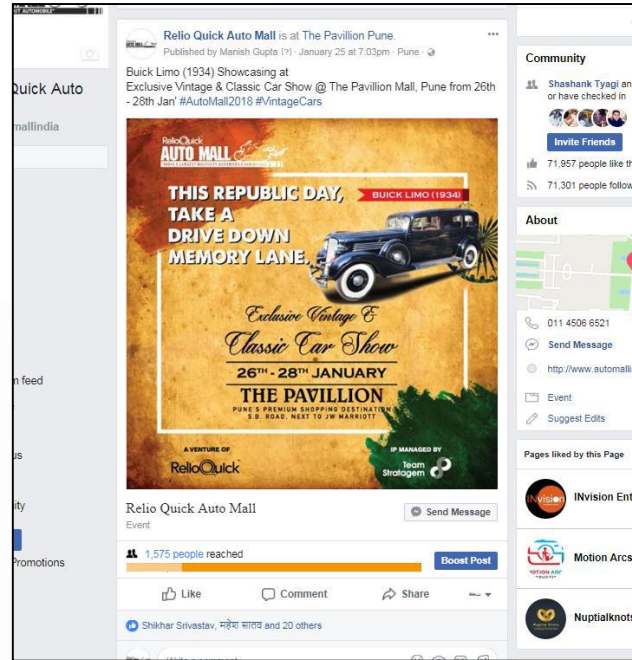 Quick Auto
mallindia
n feed
us
ity
Promotions
Relio Quick Auto Mall is at The Pavillion Pune.
Published by Manish Gupta [?] · January 25 at 7:03pm · Pune ·
Buick Limo (1934) Showcasing at
Exclusive Vintage & Classic Car Show @ The Pavillion Mall, Pune from 26th
- 28th Jan' #AutoMall2018 #VintageCars
RelioQuick
AUTO MALL
THIS REPUBLIC DAY,
TAKE A
DRIVE DOWN
MEMORY LANE.
BUICK LIMO (1934)
Exclusive Vintage &
Classic Car Show
26TH - 28TH JANUARY
THE PAVILLION
PUNE'S PREMIUM SHOPPING DESTINATION
S.B. ROAD, NEXT TO JW MARRIOTT
A VENTURE OF
RelioQuick
IP MANAGED BY
Team
Stratagem
Relio Quick Auto Mall
Event
Send Message
1,575 people reached
Boost Post
Like
Comment
Share
Shikhar Srivastav, महेश सातव and 20 others
Community
Shashank Tyagi an
or have checked in
Invite Friends
71,957 people like th
71,301 people follow
About
011 4506 6521
Send Message
http://www.automalli
Event
Suggest Edits
Pages liked by this Page
INvision
INvision Ent
Motion Arcs
Nuptialknots